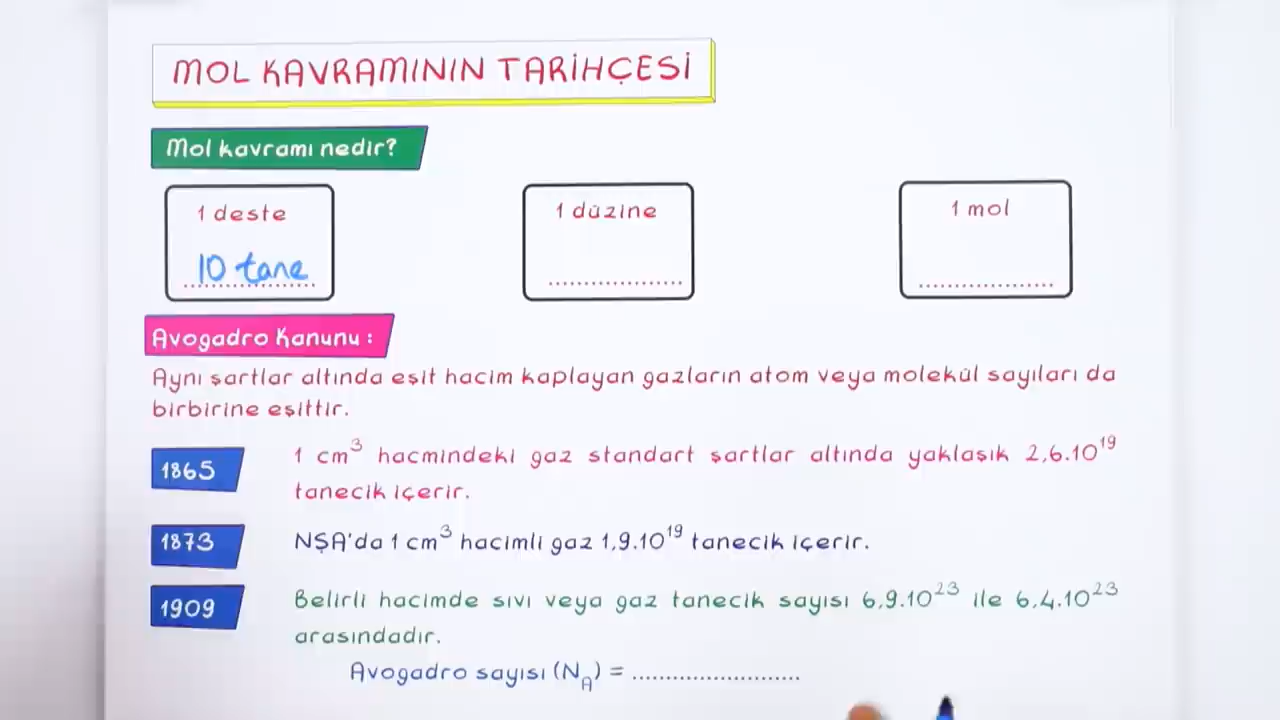 MOL KAVRAMININ TARİHÇESİ
Mol kavramı nedir?
1 deste
10 tane
1 düzine
....................
1 mol
....................
Avogadro Kanunu :
Aynı şartlar altında eşit hacim kaplayan gazların atom veya molekül sayıları da
birbirine eşittir.
1865
1 cm³ hacmindeki gaz standart şartlar altında yaklaşık 2,6.10¹⁹
tanecik içerir.
1873
NŞA'da 1 cm³ hacimli gaz 1,9.10¹⁹ tanecik içerir.
1909
Belirli hacimde sıvı veya gaz tanecik sayısı 6,9.10²³ ile 6,4.10²³
arasındadır.
Avogadro sayısı (N_A) = .........................